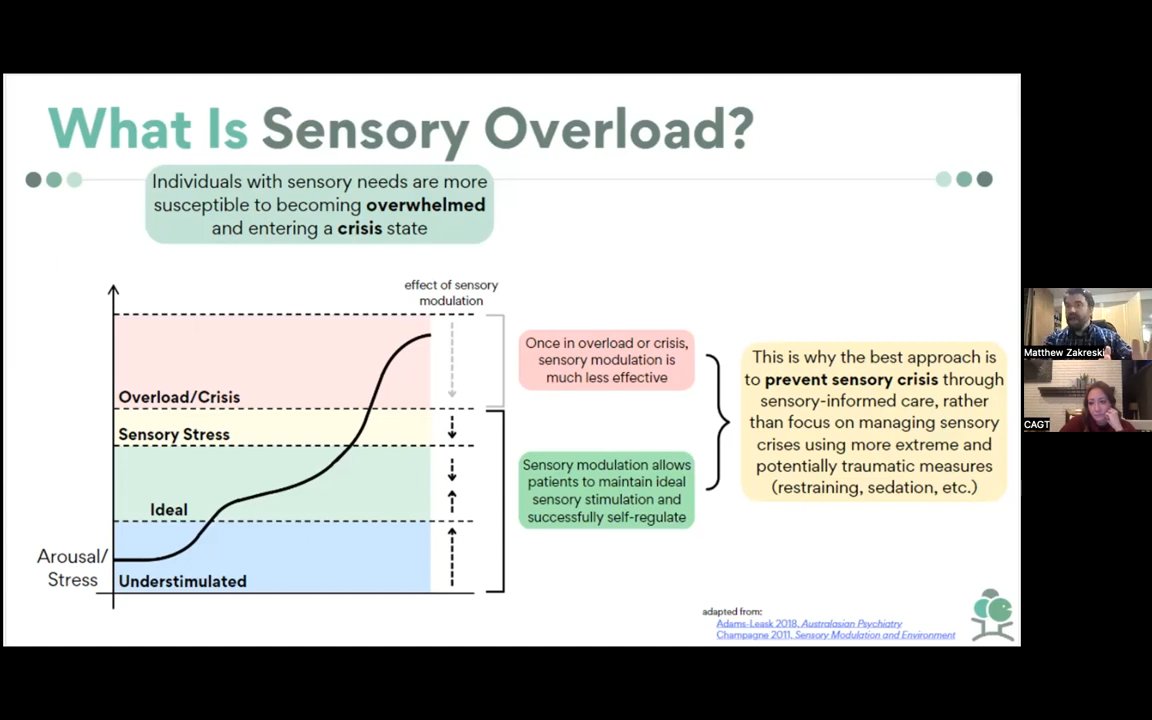 What Is Sensory Overload?
Individuals with sensory needs are more
susceptible to becoming overwhelmed
and entering a crisis state
effect of sensory
modulation
Overload/Crisis
Sensory Stress
Ideal
Arousal/
Stress
Understimulated
Once in overload or crisis,
sensory modulation is
much less effective
Sensory modulation allows
patients to maintain ideal
sensory stimulation and
successfully self-regulate
This is why the best approach is
to prevent sensory crisis through
sensory-informed care, rather
than focus on managing sensory
crises using more extreme and
potentially traumatic measures
(restraining, sedation, etc.)
adapted from:
Adams-Leask 2018, Australasian Psychiatry
Champagne 2011, Sensory Modulation and Environment
Matthew Zakreski
CAGT